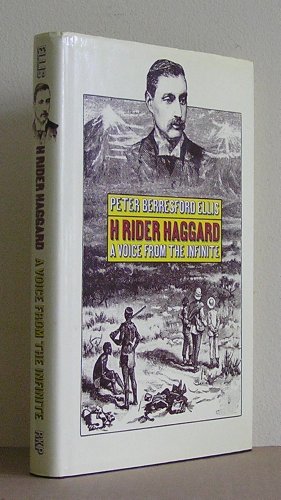 ELLIS
H RIDER HAGGARD
A VOICE FROM THE INFINITE
RKP
PETER BERRESFORD ELLIS
H RIDER HAGGARD
A VOICE FROM THE INFINITE